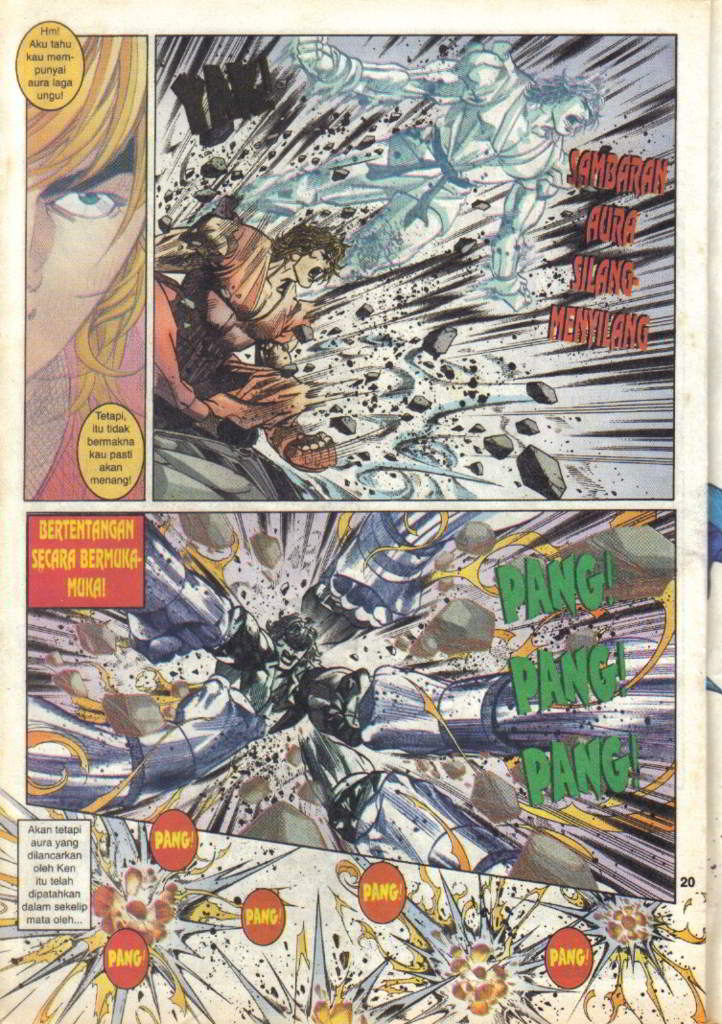 Hm!
Aku tahu
kau mem-
punyai
aura laga
ungu!
SAMBARAN
AURA
SILANG-
MENYILANG
Tetapi,
itu tidak
bermakna
kau pasti
akan
menang!
BERTENTANGAN
SECARA BERMUKA-
MUKA!
PANG!
PANG!
PANG!
Akan tetapi
aura yang
dilancarkan
oleh Ken
itu telah
dipatahkan
dalam sekelip
mata oleh...
PANG!
PANG!
PANG!
PANG!
PANG!
20